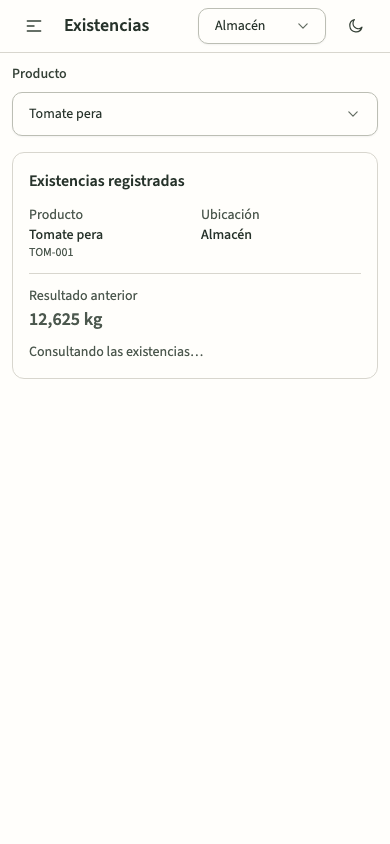 Existencias
Almacén
Producto
Tomate pera
Existencias registradas
Producto
Ubicación
Tomate pera
Almacén
TOM-001
Resultado anterior
12,625 kg
Consultando las existencias…